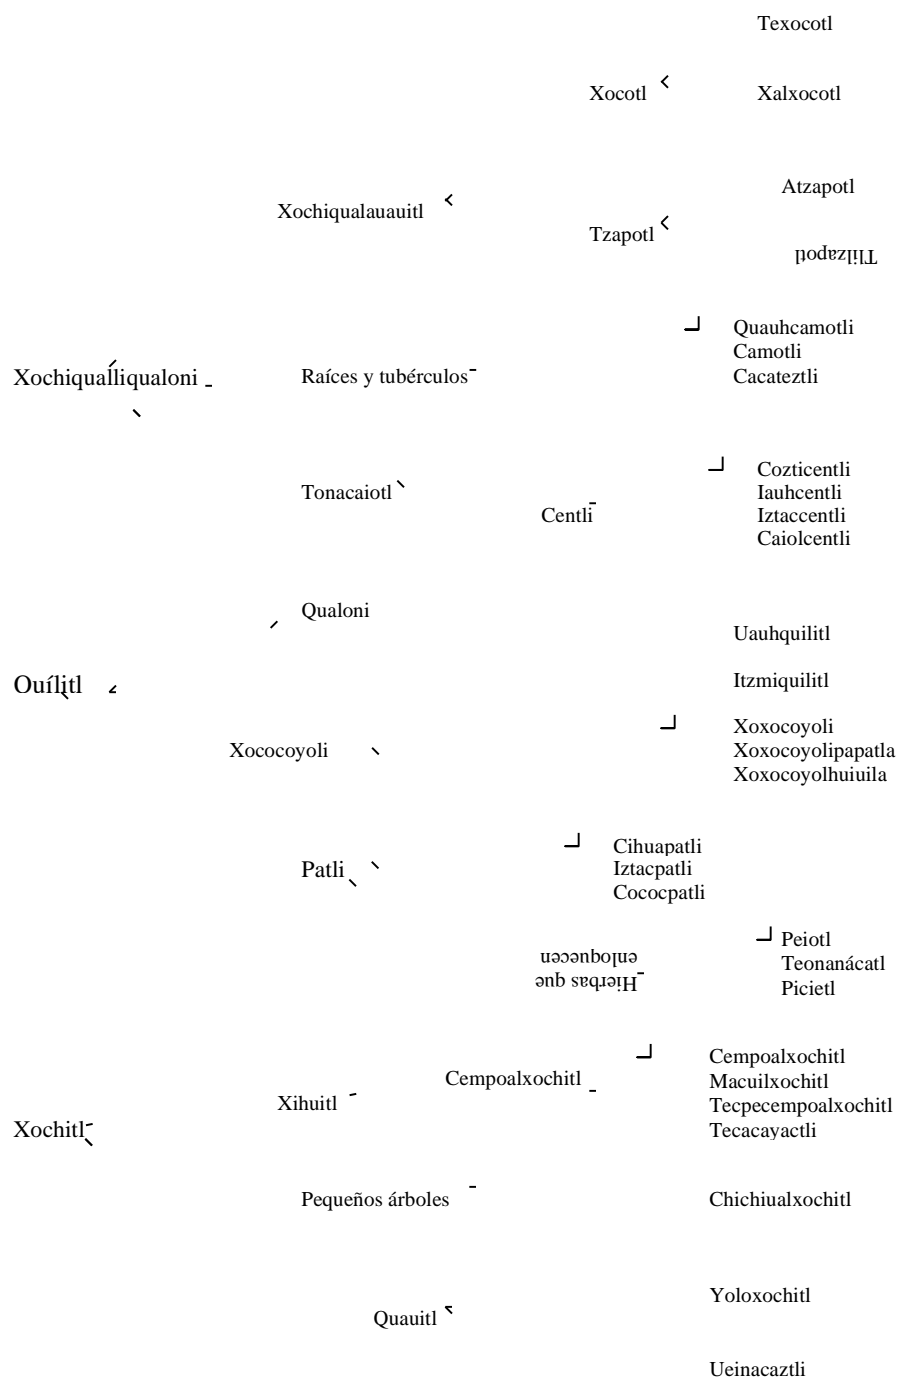 Texocotl
Xocotl
Xalxocotl
Atzapotl
Xochiqualauauitl
Tzapotl
Tlilzapotl
Quauhcamotli
Camotli
Xochiqualliqualoni
Raíces y tubérculos
Cacateztli
Cozticentli
Tonacaiotl
Iauhcentli
Centli
Iztaccentli
Caiolcentli
Qualoni
Uauhquilitl
Ouílitl
Itzmiquilitl
Xoxocoyoli
Xococoyoli
Xoxocoyolipapatla
Xoxocoyolhuiuila
Cihuapatli
Patli
Iztacpatli
Cococpatli
Peiotl
Hierbas que
enloquecen
Teonanácatl
Picietl
Cempoalxochitl
Cempoalxochitl
Macuilxochitl
Xihuitl
Tecpecempoalxochitl
Xochitl
Tecacayactli
Pequeños árboles
Chichiualxochitl
Yoloxochitl
Quauitl
Ueinacaztli